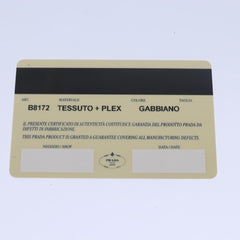 ART. MATERIALE COLORE TAGLIA
B8172 TESSUTO + PLEX GABBIANO
IL PRESENTE CERTIFICATO DI AUTENTICITÀ COSTITUISCE GARANZIA DEL PRODOTTO PRADA DA
DIFETTI DI FABBRICAZIONE.
THIS PRADA PRODUCT IS GRANTED A GUARANTEE COVERING ALL MANUFACTURING DEFECTS.
NEGOZIO / SHOP DATA / DATE
PRADA
MILANO